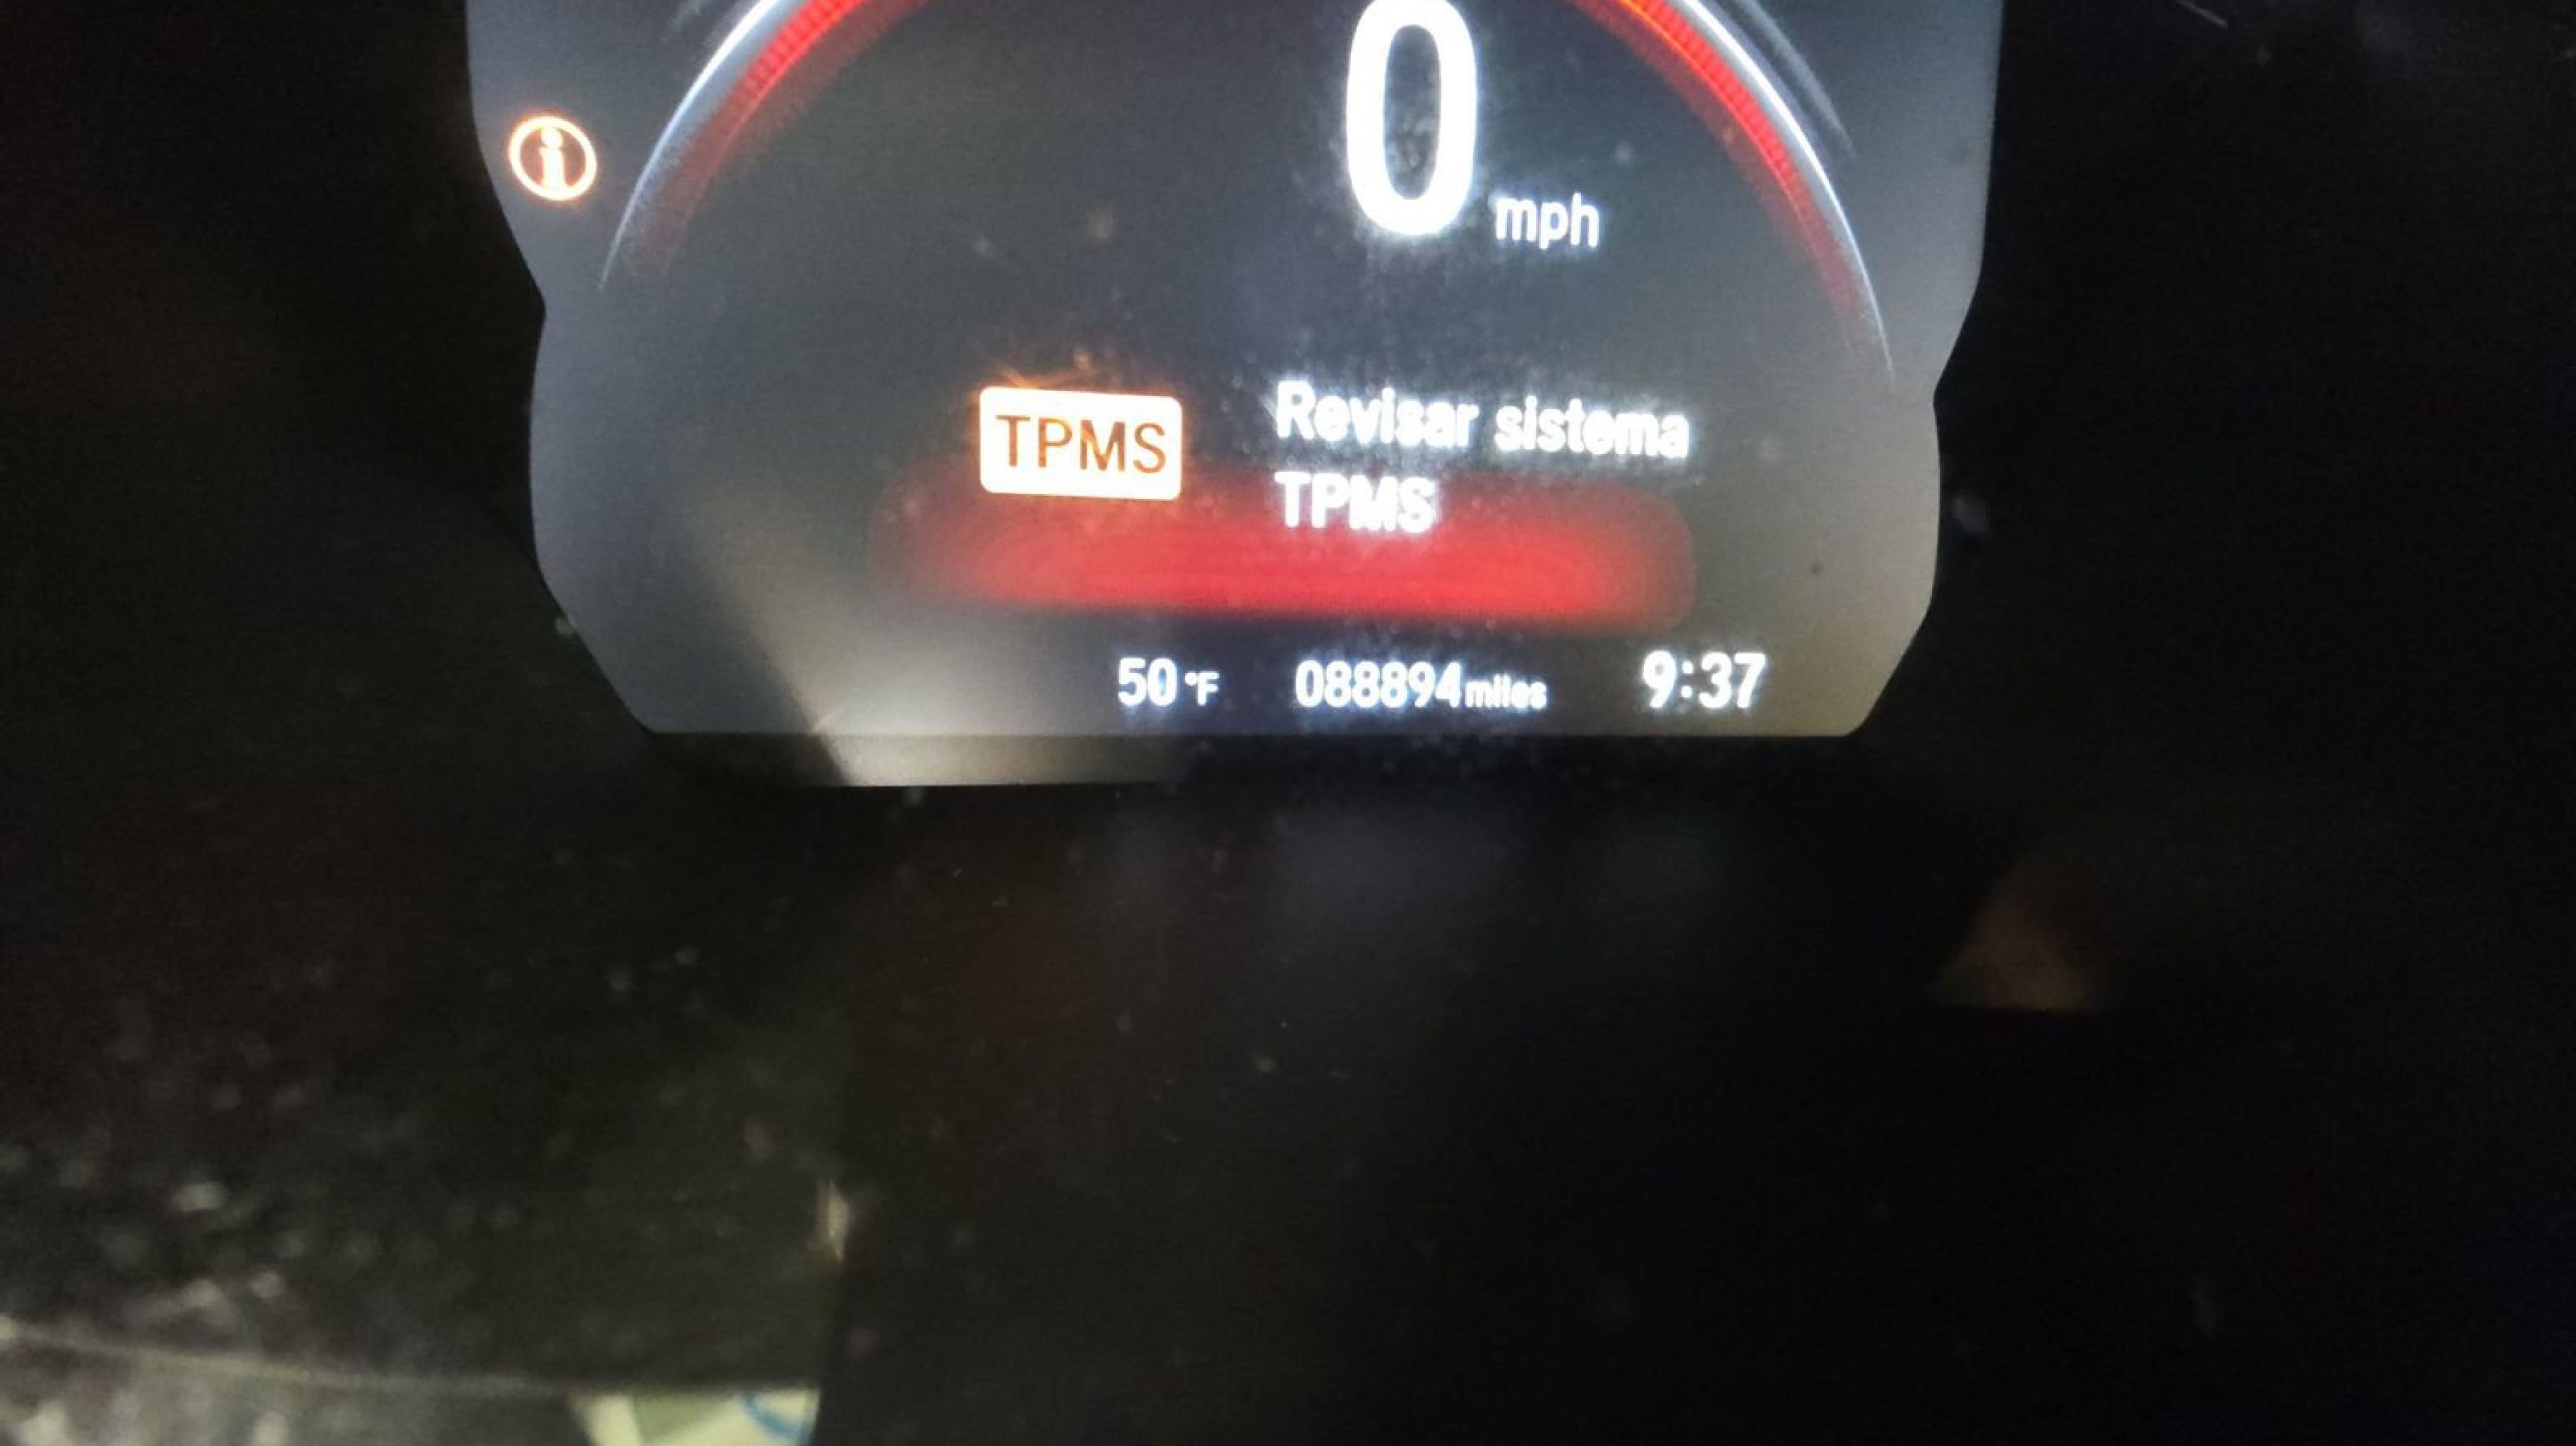 0 mph
TPMS
Revisar sistema
TPMS
50 °F 088894 miles 9:37